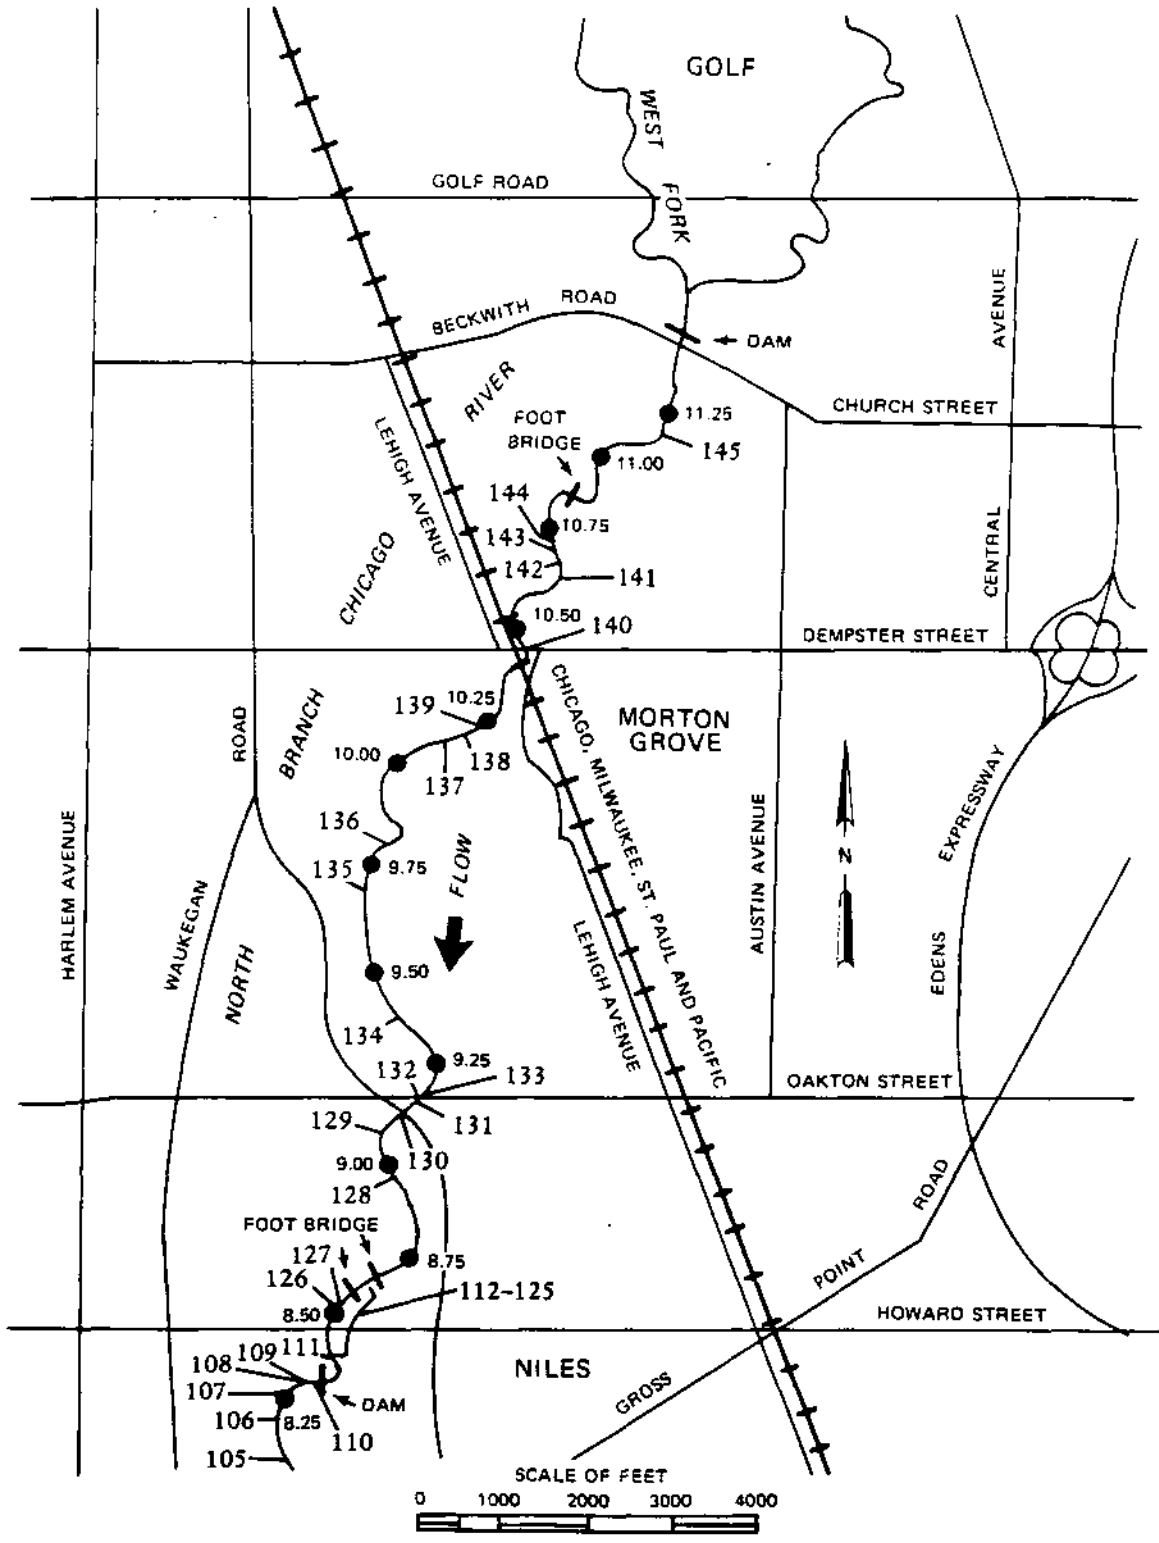 GOLF
WEST
FORK
GOLF ROAD
AVENUE
BECKWITH
ROAD
DAM
RIVER
CHURCH STREET
11.25
FOOT
BRIDGE
LEHIGH AVENUE
145
11.00
144
10.75
143
142
141
CHICAGO
CENTRAL
10.50
140
DEMPSTER STREET
CHICAGO, MILWAUKEE, ST. PAUL AND PACIFIC
10.25
139
MORTON
GROVE
BRANCH
ROAD
138
10.00
137
EXPRESSWAY
136
HARLEM AVENUE
FLOW
AUSTIN AVENUE
N
135
9.75
WAUKEGAN
LEHIGH AVENUE
EDENS
NORTH
9.50
134
9.25
132
133
OAKTON STREET
129
131
9.00
130
128
ROAD
FOOT BRIDGE
127
8.75
126
112-125
POINT
8.50
HOWARD STREET
111
109
108
NILES
107
GROSS
DAM
106
8.25
110
105
SCALE OF FEET
0 1000 2000 3000 4000